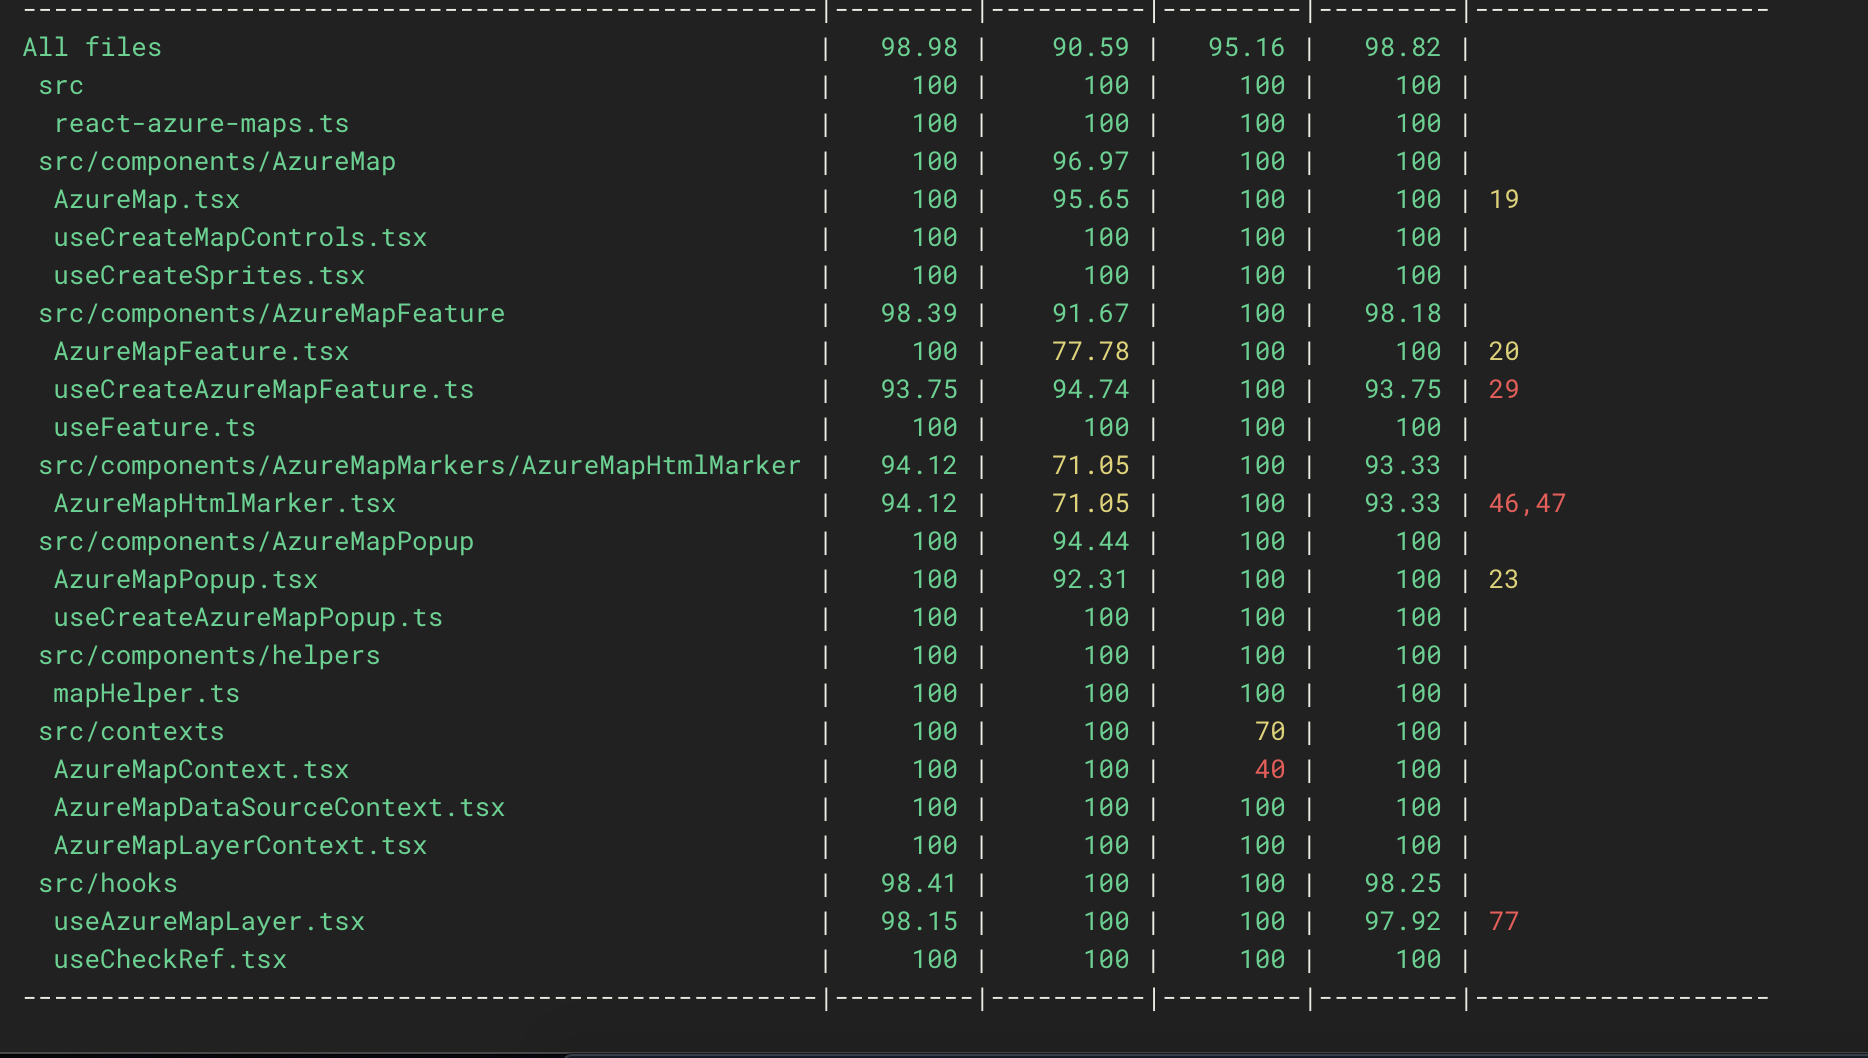 -----------------------------------------------|---------|----------|---------|---------|-------------------
All files | 98.98 | 90.59 | 95.16 | 98.82 |
src | 100 | 100 | 100 | 100 |
react-azure-maps.ts | 100 | 100 | 100 | 100 |
src/components/AzureMap | 100 | 96.97 | 100 | 100 |
AzureMap.tsx | 100 | 95.65 | 100 | 100 | 19
useCreateMapControls.tsx | 100 | 100 | 100 | 100 |
useCreateSprites.tsx | 100 | 100 | 100 | 100 |
src/components/AzureMapFeature | 98.39 | 91.67 | 100 | 98.18 |
AzureMapFeature.tsx | 100 | 77.78 | 100 | 100 | 20
useCreateAzureMapFeature.ts | 93.75 | 94.74 | 100 | 93.75 | 29
useFeature.ts | 100 | 100 | 100 | 100 |
src/components/AzureMapMarkers/AzureMapHtmlMarker | 94.12 | 71.05 | 100 | 93.33 |
AzureMapHtmlMarker.tsx | 94.12 | 71.05 | 100 | 93.33 | 46,47
src/components/AzureMapPopup | 100 | 94.44 | 100 | 100 |
AzureMapPopup.tsx | 100 | 92.31 | 100 | 100 | 23
useCreateAzureMapPopup.ts | 100 | 100 | 100 | 100 |
src/components/helpers | 100 | 100 | 100 | 100 |
mapHelper.ts | 100 | 100 | 100 | 100 |
src/contexts | 100 | 100 | 70 | 100 |
AzureMapContext.tsx | 100 | 100 | 40 | 100 |
AzureMapDataSourceContext.tsx | 100 | 100 | 100 | 100 |
AzureMapLayerContext.tsx | 100 | 100 | 100 | 100 |
src/hooks | 98.41 | 100 | 100 | 98.25 |
useAzureMapLayer.tsx | 98.15 | 100 | 100 | 97.92 | 77
useCheckRef.tsx | 100 | 100 | 100 | 100 |
-----------------------------------------------|---------|----------|---------|---------|-------------------